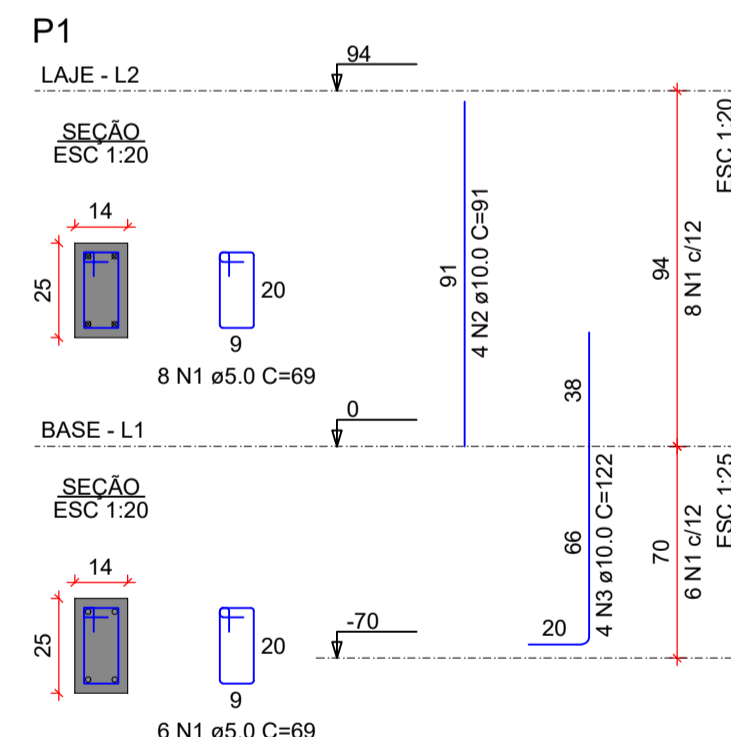 P1
94
LAJE - L2
SEÇÃO
ESC 1:20
14
25
20
9
8 N1 ø5.0 C=69
91
4 N2 ø10.0 C=91
94
8 N1 c/12
ESC 1:20
0
BASE - L1
SEÇÃO
ESC 1:20
14
25
20
9
6 N1 ø5.0 C=69
38
66
20
4 N3 ø10.0 C=122
-70
70
6 N1 c/12
ESC 1:25